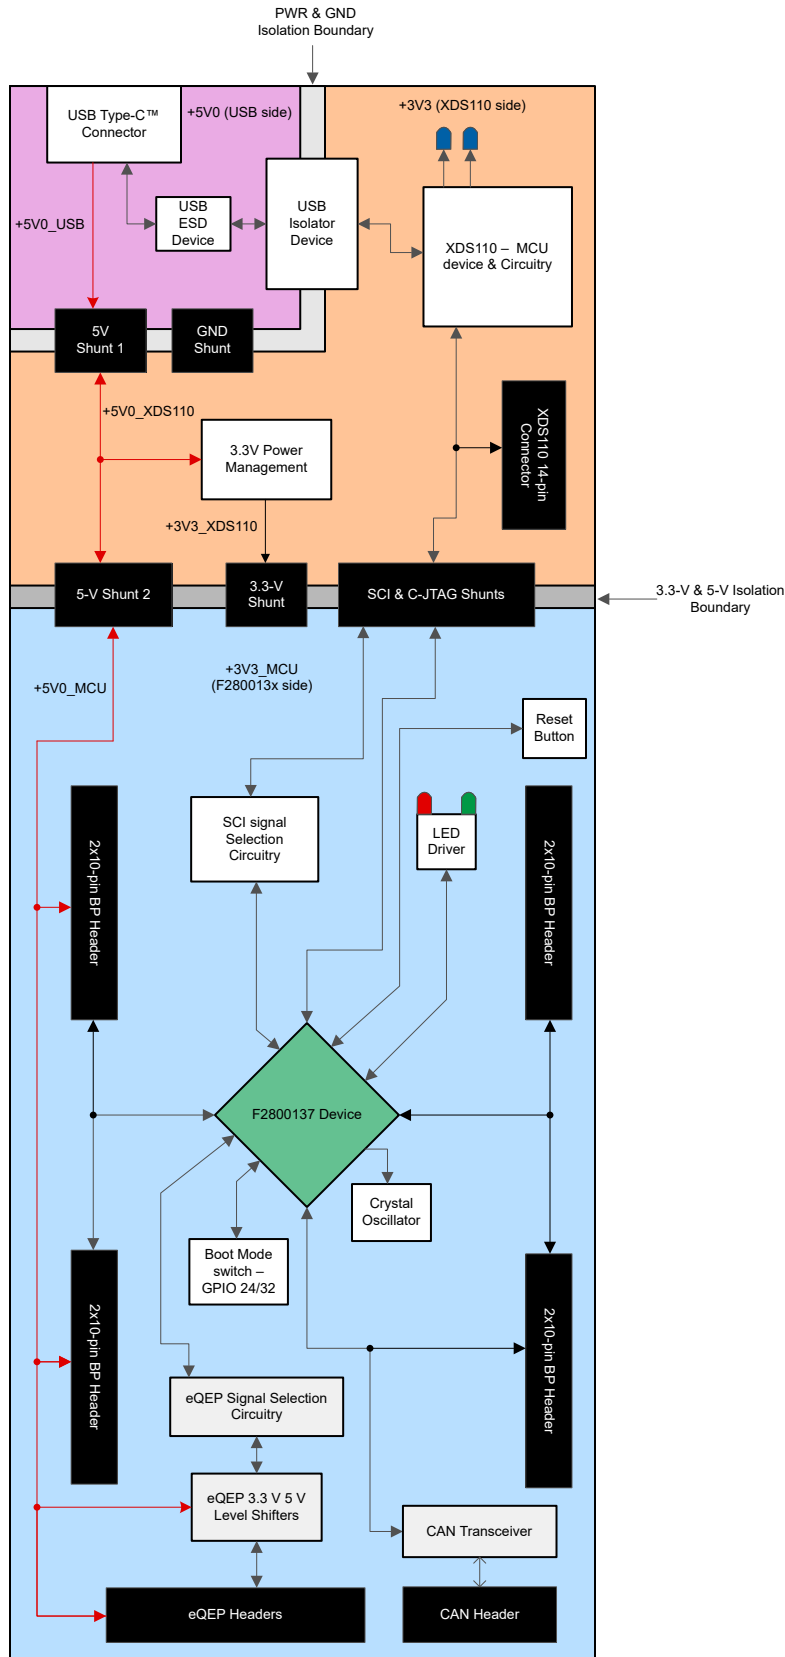 PWR & GND
Isolation Boundary
USB Type-C™
Connector
+5V0 (USB side)
+3V3 (XDS110 side)
+5V0_USB
USB
ESD
Device
USB
Isolator
Device
XDS110 – MCU
device & Circuitry
5V
Shunt 1
GND
Shunt
+5V0_XDS110
3.3V Power
Management
XDS110 14-pin
Connector
+3V3_XDS110
5-V Shunt 2
3.3-V
Shunt
SCI & C-JTAG Shunts
3.3-V & 5-V Isolation
Boundary
+5V0_MCU
+3V3_MCU
(F280013x side)
Reset
Button
SCI signal
Selection
Circuitry
LED
Driver
2x10-pin BP Header
2x10-pin BP Header
F2800137 Device
Crystal
Oscillator
Boot Mode
switch –
GPIO 24/32
2x10-pin BP Header
2x10-pin BP Header
eQEP Signal Selection
Circuitry
eQEP 3.3 V 5 V
Level Shifters
CAN Transceiver
eQEP Headers
CAN Header